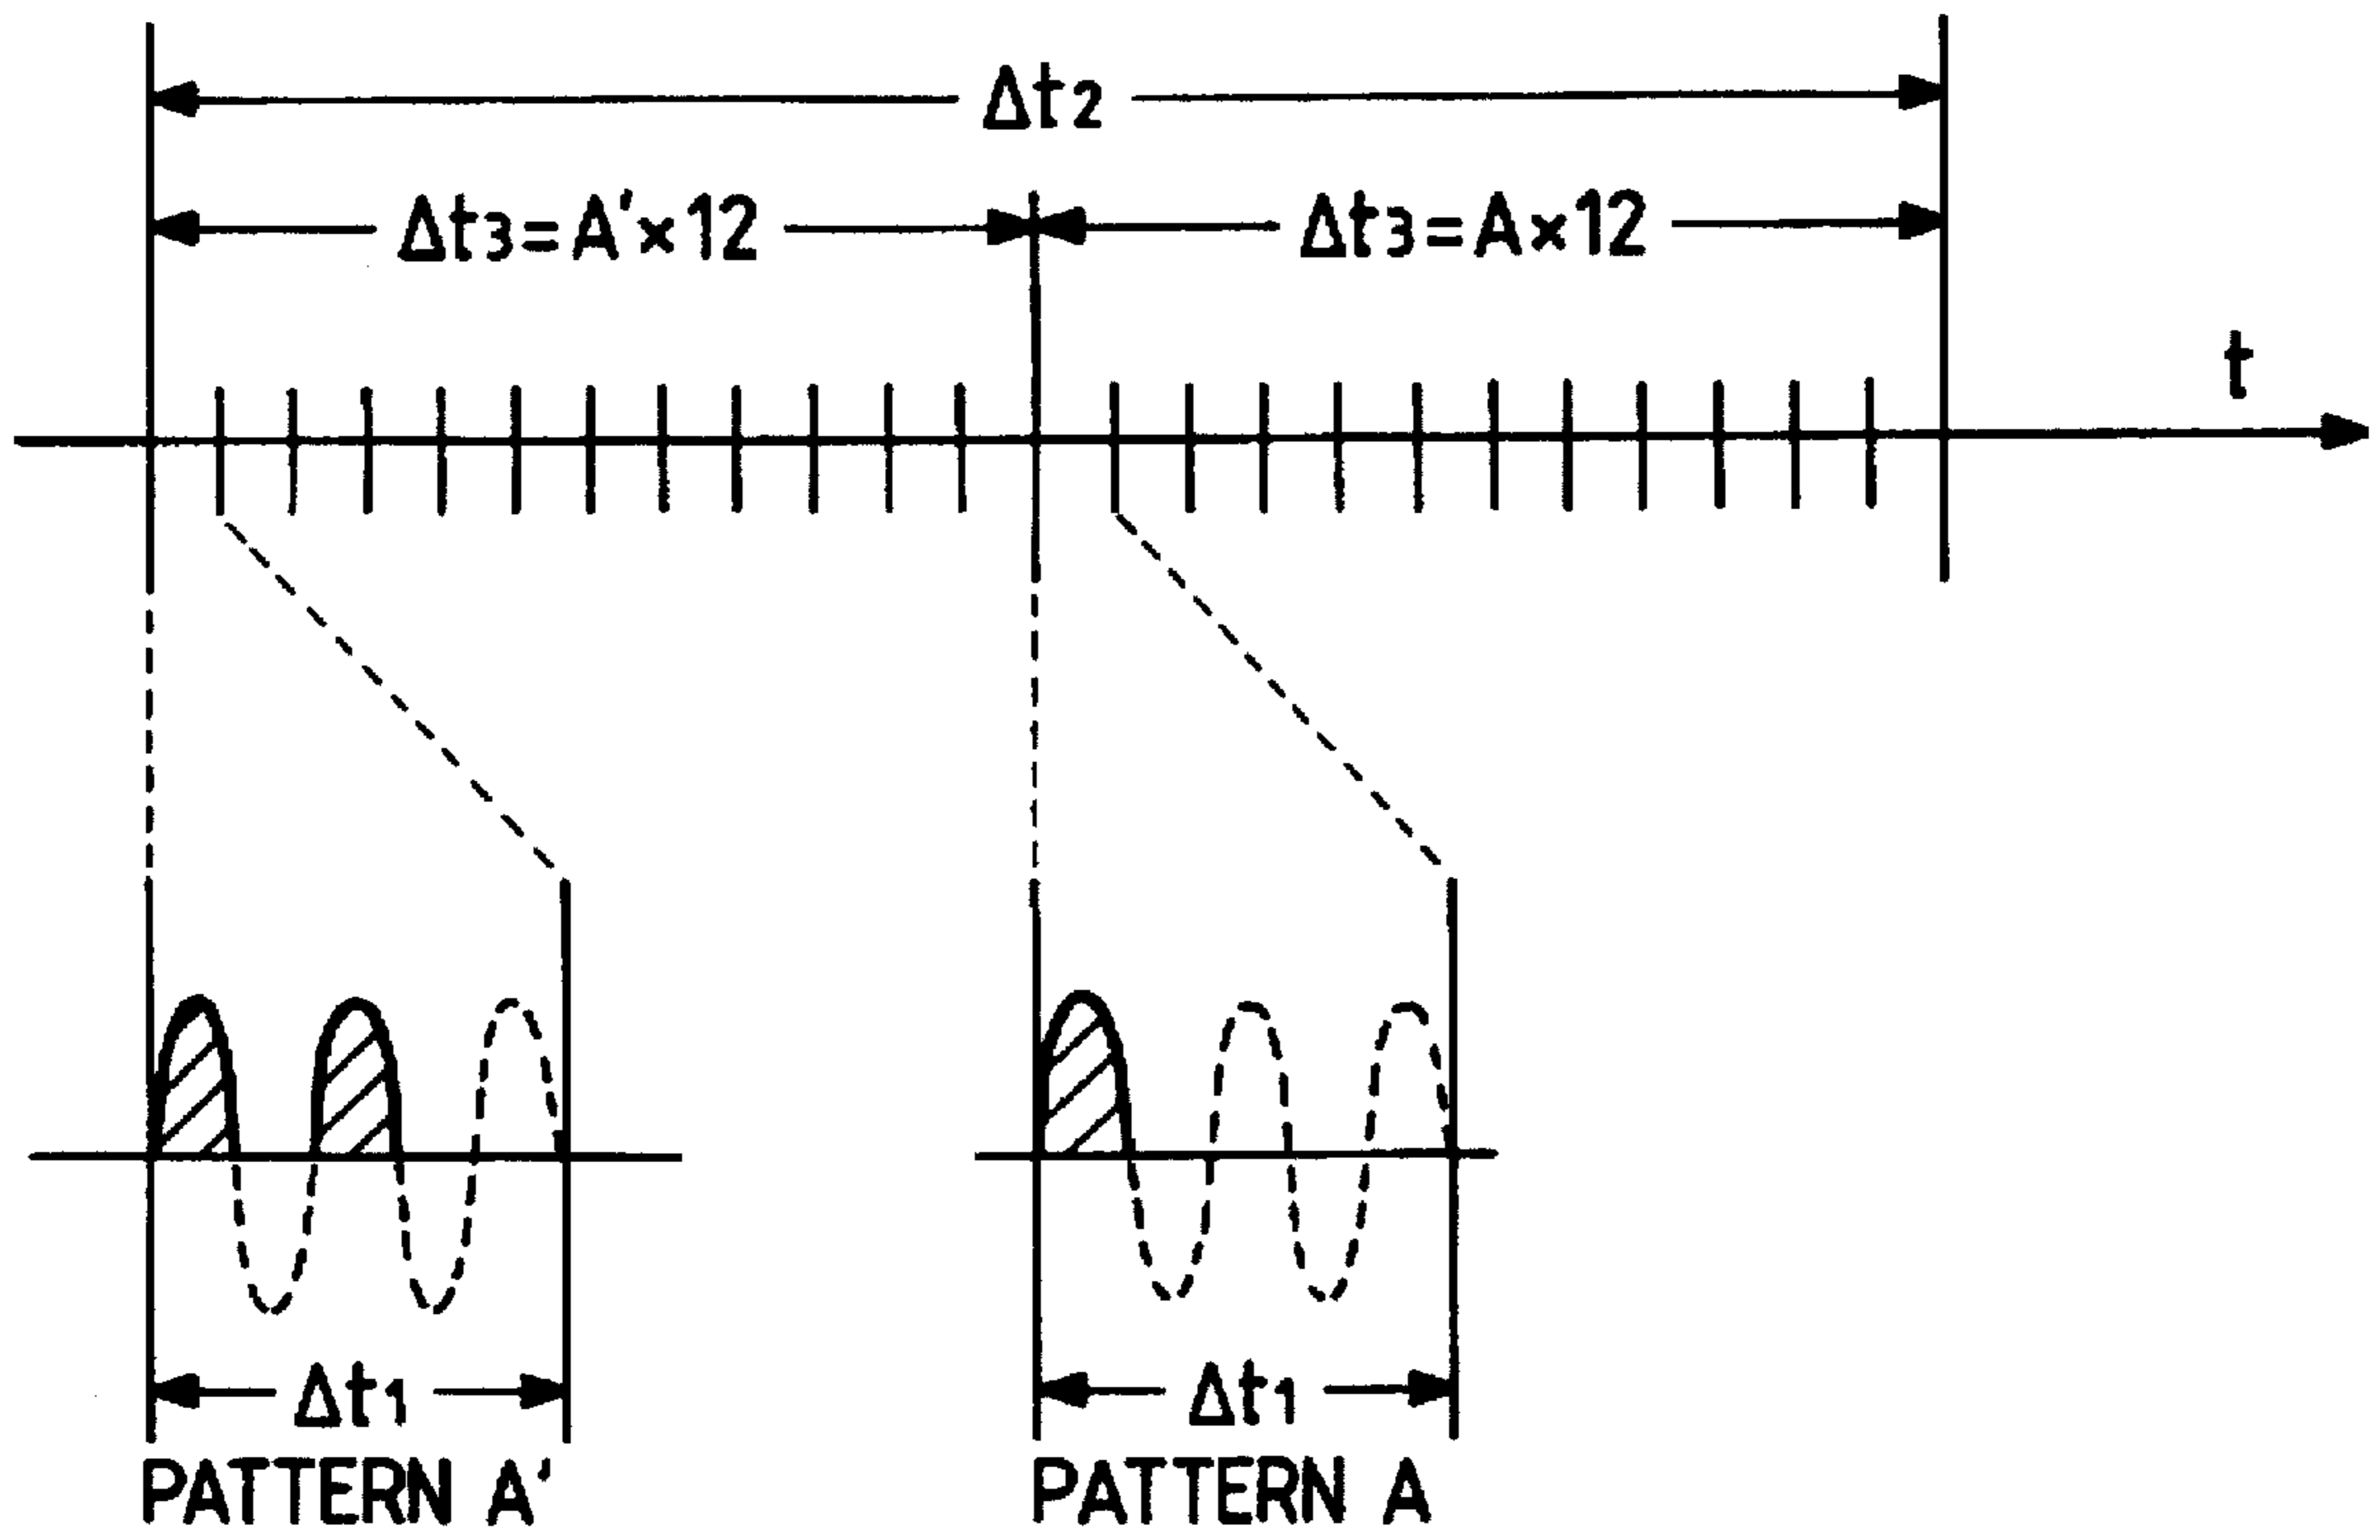 Δt2
Δt3=A'×12 Δt3=A×12
t
Δt1 Δt1
PATTERN A' PATTERN A